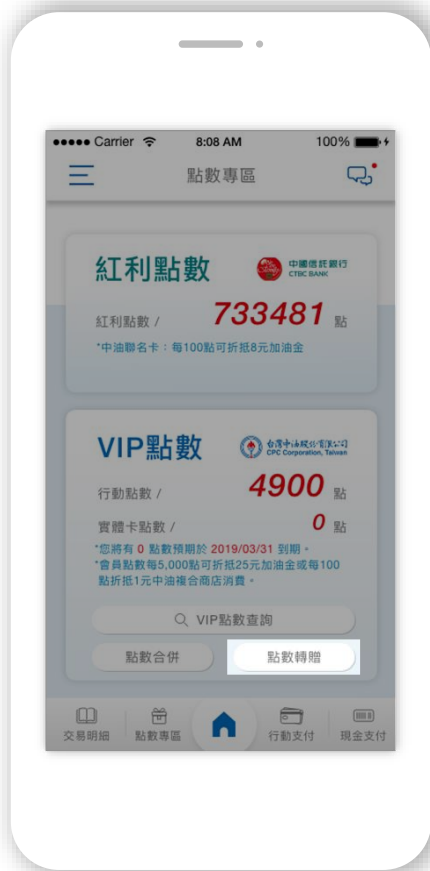 Carrier 8:08 AM 100%
點數專區
紅利點數 中國信託銀行
CTBC BANK
紅利點數 / 733481 點
*中油聯名卡：每100點可折抵8元加油金
VIP點數 台灣中油股份有限公司
CPC Corporation, Taiwan
行動點數 / 4900 點
實體卡點數 / 0 點
*您將有 0 點數預期於 2019/03/31 到期。
*會員點數每5,000點可折抵25元加油金或每100
點折抵1元中油複合商店消費。
VIP點數查詢
點數合併 點數轉贈
交易明細 點數專區 行動支付 現金支付